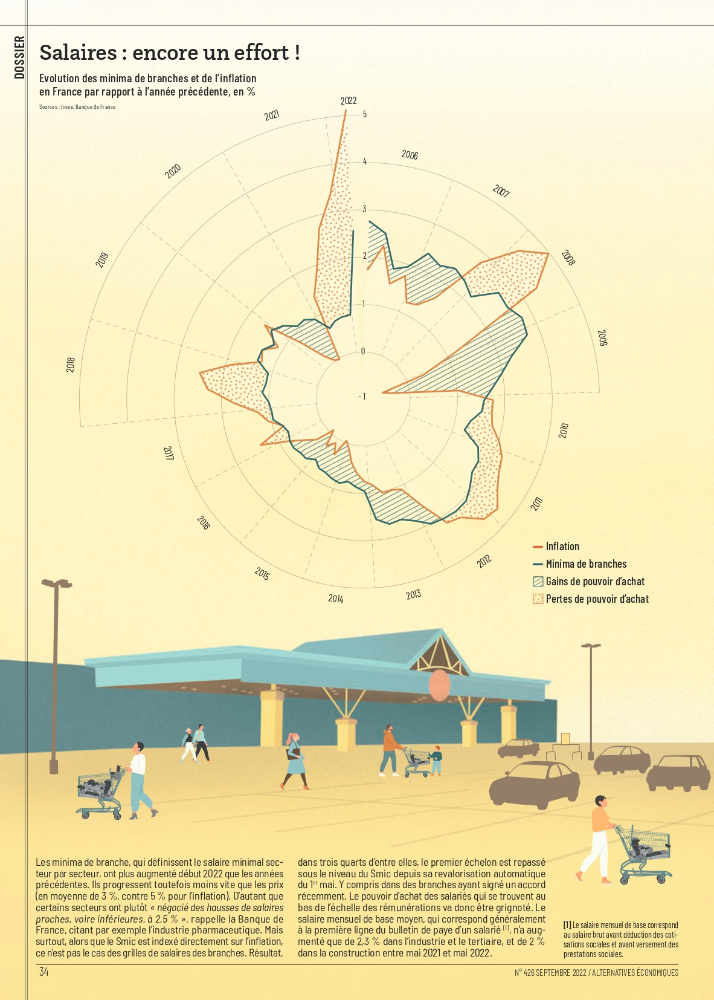 DOSSIER
Salaires : encore un effort !
Evolution des minima de branches et de l'inflation
en France par rapport à l'année précédente, en %
Sources : Insee, Banque de France
2022
5
4
3
2
1
0
-1
2006
2007
2008
2009
2010
2011
2012
2013
2014
2015
2016
2017
2018
2019
2020
2021
Inflation
Minima de branches
Gains de pouvoir d'achat
Pertes de pouvoir d'achat
Les minima de branche, qui définissent le salaire minimal sec-
teur par secteur, ont plus augmenté début 2022 que les années
précédentes. Ils progressent toutefois moins vite que les prix
(en moyenne de 3 %, contre 5 % pour l'inflation). D'autant que
certains secteurs ont plutôt « négocié des hausses de salaires
proches, voire inférieures, à 2,5 % », rappelle la Banque de
France, citant par exemple l'industrie pharmaceutique. Mais
surtout, alors que le Smic est indexé directement sur l'inflation,
ce n'est pas le cas des grilles de salaires des branches. Résultat,
dans trois quarts d'entre elles, le premier échelon est repassé
sous le niveau du Smic depuis sa revalorisation automatique
du 1er mai. Y compris dans des branches ayant signé un accord
récemment. Le pouvoir d'achat des salariés qui se trouvent au
bas de l'échelle des rémunérations va donc être grignoté. Le
salaire mensuel de base moyen, qui correspond généralement
à la première ligne du bulletin de paye d'un salarié [1], n'a aug-
menté que de 2,3 % dans l'industrie et le tertiaire, et de 2 %
dans la construction entre mai 2021 et mai 2022.
[1] Le salaire mensuel de base correspond
au salaire brut avant déduction des coti-
sations sociales et avant versement des
prestations sociales.
34
N° 426 SEPTEMBRE 2022 / ALTERNATIVES ÉCONOMIQUES